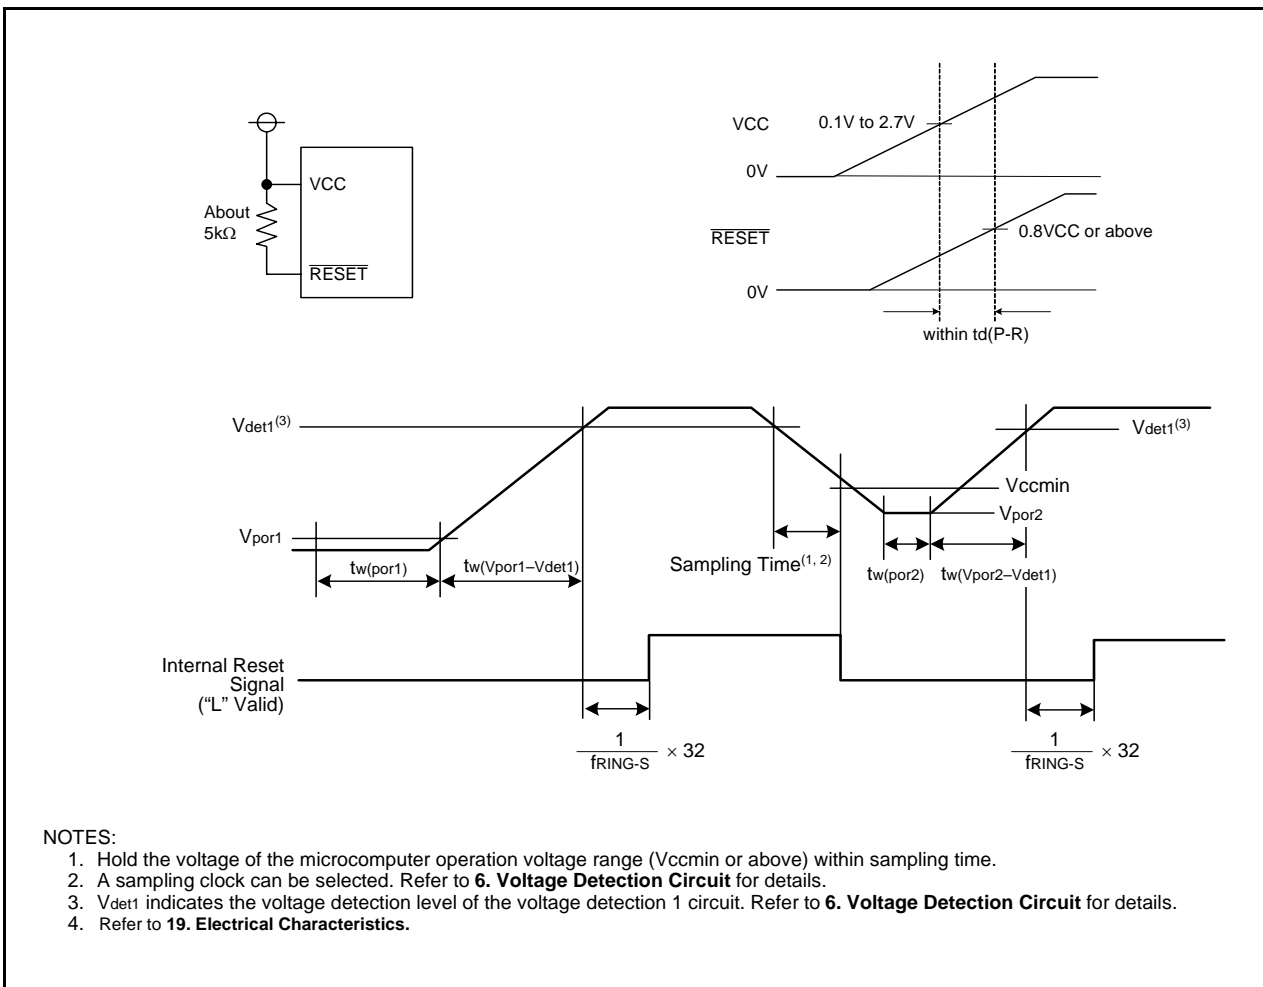 VCC
About
5kΩ
RESET
VCC
0.1V to 2.7V
0V
RESET
0.8VCC or above
0V
within td(P-R)
Vdet1(3)
Vdet1(3)
Vccmin
Vpor2
Vpor1
tw(por1)
tw(Vpor1–Vdet1)
Sampling Time(1, 2)
tw(por2)
tw(Vpor2–Vdet1)
Internal Reset
Signal
(“L” Valid)
1
fRING-S
× 32
1
fRING-S
× 32
NOTES:
1. Hold the voltage of the microcomputer operation voltage range (Vccmin or above) within sampling time.
2. A sampling clock can be selected. Refer to 6. Voltage Detection Circuit for details.
3. Vdet1 indicates the voltage detection level of the voltage detection 1 circuit. Refer to 6. Voltage Detection Circuit for details.
4. Refer to 19. Electrical Characteristics.